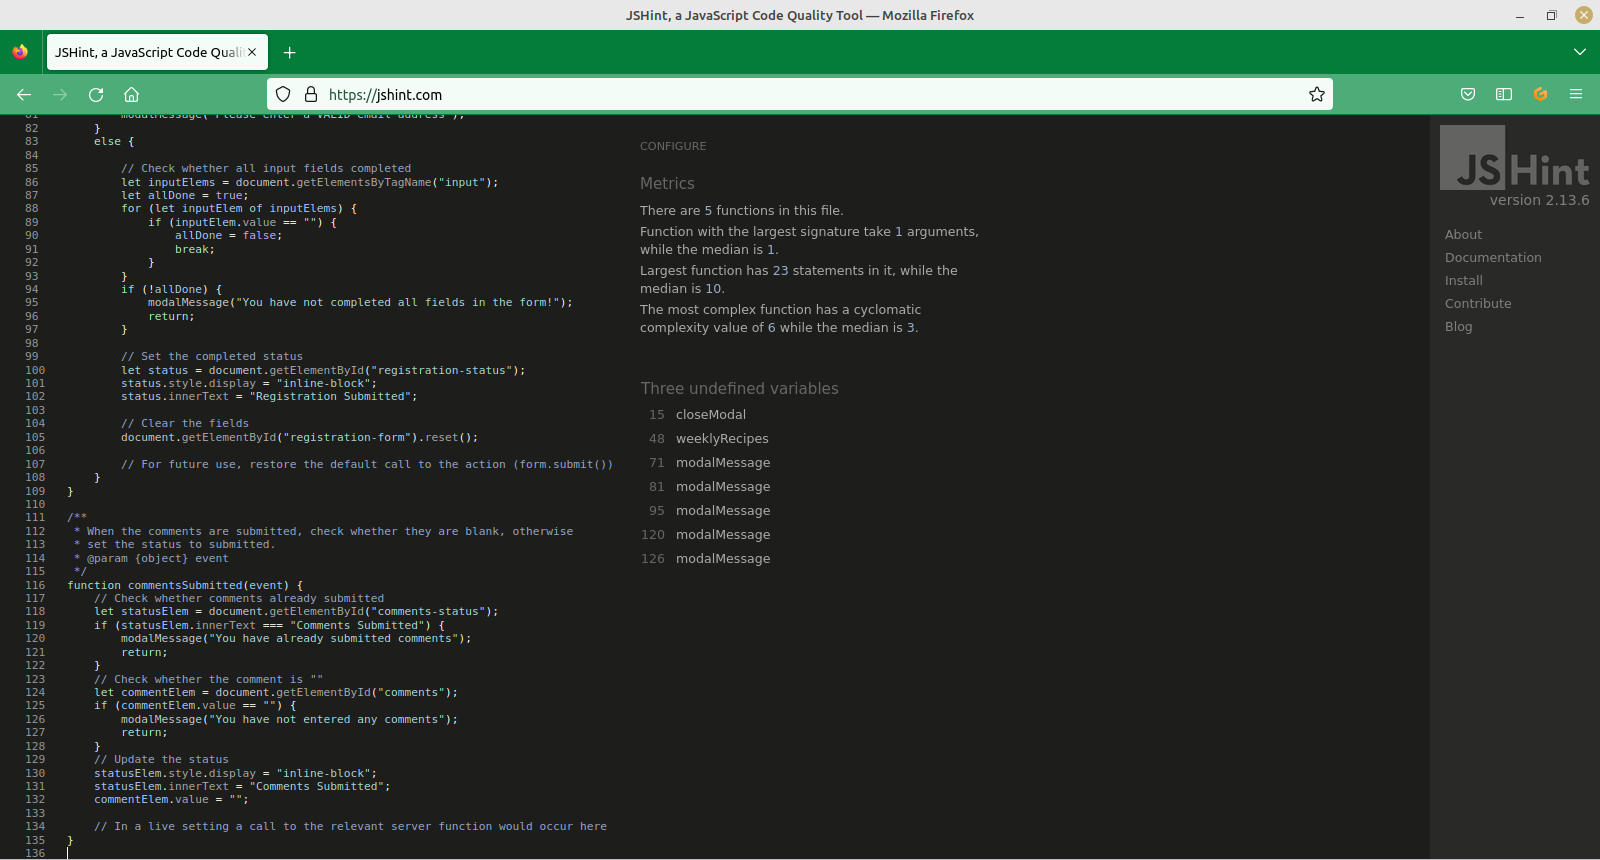 JSHint, a JavaScript Code Quality Tool — Mozilla Firefox
JSHint, a JavaScript Code Quali
https://jshint.com
81 modalMessage("Please enter a VALID email address");
82 }
83 else {
84
85 // Check whether all input fields completed
86 let inputElems = document.getElementsByTagName("input");
87 let allDone = true;
88 for (let inputElem of inputElems) {
89 if (inputElem.value == "") {
90 allDone = false;
91 break;
92 }
93 }
94 if (!allDone) {
95 modalMessage("You have not completed all fields in the form!");
96 return;
97 }
98
99 // Set the completed status
100 let status = document.getElementById("registration-status");
101 status.style.display = "inline-block";
102 status.innerText = "Registration Submitted";
103
104 // Clear the fields
105 document.getElementById("registration-form").reset();
106
107 // For future use, restore the default call to the action (form.submit())
108 }
109 }
110
111 /**
112 * When the comments are submitted, check whether they are blank, otherwise
113 * set the status to submitted.
114 * @param {object} event
115 */
116 function commentsSubmitted(event) {
117 // Check whether comments already submitted
118 let statusElem = document.getElementById("comments-status");
119 if (statusElem.innerText === "Comments Submitted") {
120 modalMessage("You have already submitted comments");
121 return;
122 }
123 // Check whether the comment is ""
124 let commentElem = document.getElementById("comments");
125 if (commentElem.value == "") {
126 modalMessage("You have not entered any comments");
127 return;
128 }
129 // Update the status
130 statusElem.style.display = "inline-block";
131 statusElem.innerText = "Comments Submitted";
132 commentElem.value = "";
133
134 // In a live setting a call to the relevant server function would occur here
135 }
136
CONFIGURE
Metrics
There are 5 functions in this file.
Function with the largest signature take 1 arguments,
while the median is 1.
Largest function has 23 statements in it, while the
median is 10.
The most complex function has a cyclomatic
complexity value of 6 while the median is 3.
Three undefined variables
15 closeModal
48 weeklyRecipes
71 modalMessage
81 modalMessage
95 modalMessage
120 modalMessage
126 modalMessage
JSHint
version 2.13.6
About
Documentation
Install
Contribute
Blog